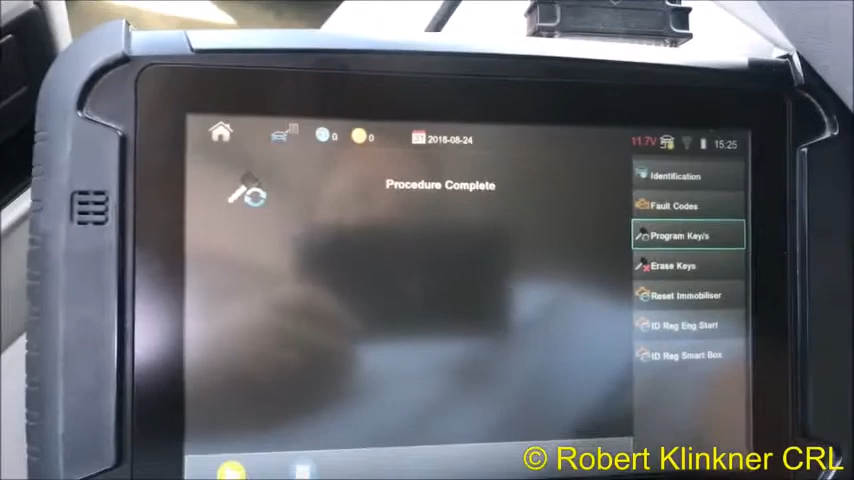 0
0
31
2018-08-24
11.7V
15:25
Procedure Complete
Identification
Fault Codes
Program Key/s
Erase Keys
Reset Immobiliser
ID Reg Eng Start
ID Reg Smart Box
© Robert Klinkner CRL